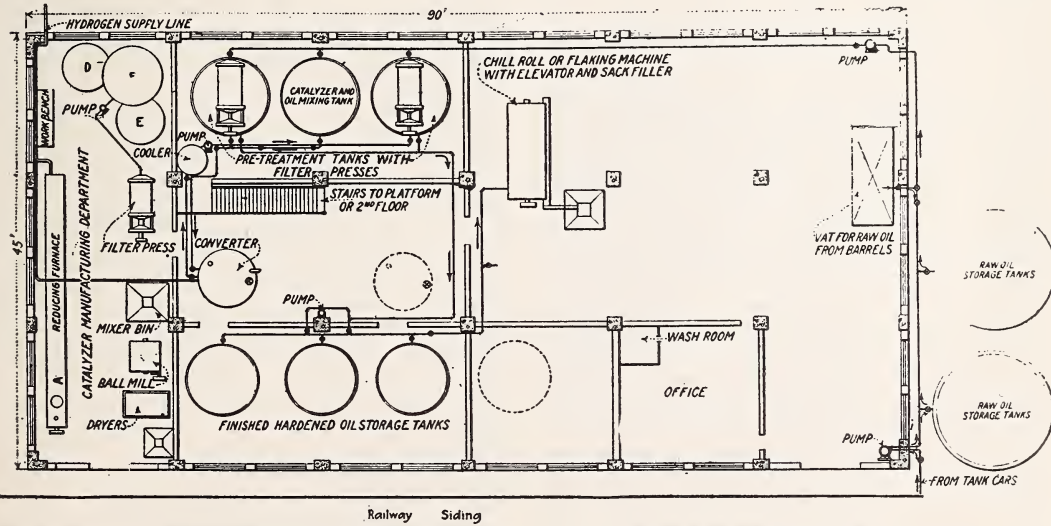 90'
HYDROGEN SUPPLY LINE
PUMP
D
F
E
WORK BENCH
PUMP
CATALYZER AND
OIL MIXING TANK
CHILL ROLL OR FLAKING MACHINE
WITH ELEVATOR AND SACK FILLER
PUMP
COOLER
PRE-TREATMENT TANKS WITH
FILTER PRESSES
STAIRS TO PLATFORM
OR 2ND FLOOR
45'
REDUCING FURNACE
A
CATALYZER MANUFACTURING DEPARTMENT
FILTER PRESS
CONVERTER
VAT FOR RAW OIL
FROM BARRELS
RAW OIL
STORAGE TANKS
MIXER BIN
PUMP
WASH ROOM
BALL MILL
OFFICE
DRYERS
FINISHED HARDENED OIL STORAGE TANKS
RAW OIL
STORAGE TANKS
PUMP
FROM TANK CARS
Railway Siding